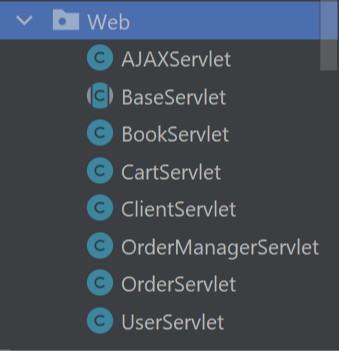 Web
AJAXServlet
BaseServlet
BookServlet
CartServlet
ClientServlet
OrderManagerServlet
OrderServlet
UserServlet